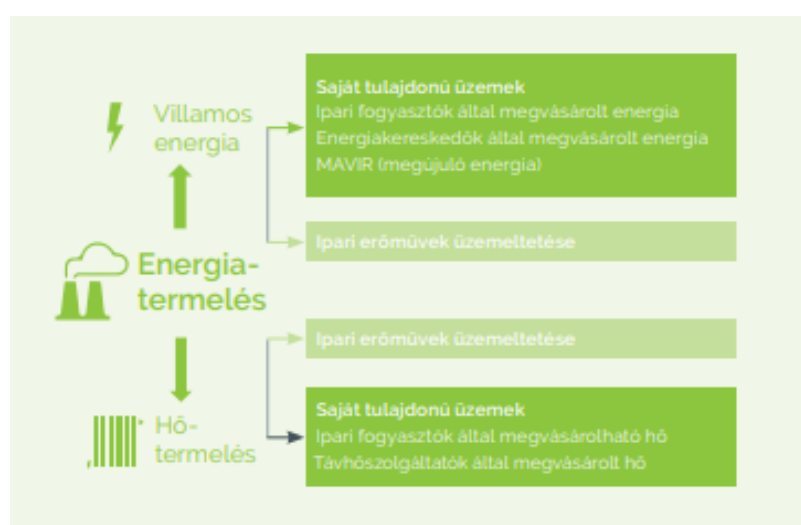 Villamos
energia
Saját tulajdonú üzemek
Ipari fogyasztók által megvásárolt energia
Energiakereskedők által megvásárolt energia
MAVIR (megújuló energia)
Ipari erőművek üzemeltetése
Energia-
termelés
Ipari erőművek üzemeltetése
Hő-
termelés
Saját tulajdonú üzemek
Ipari fogyasztók által megvásárolható hő
Távhőszolgáltatók által megvásárolt hő